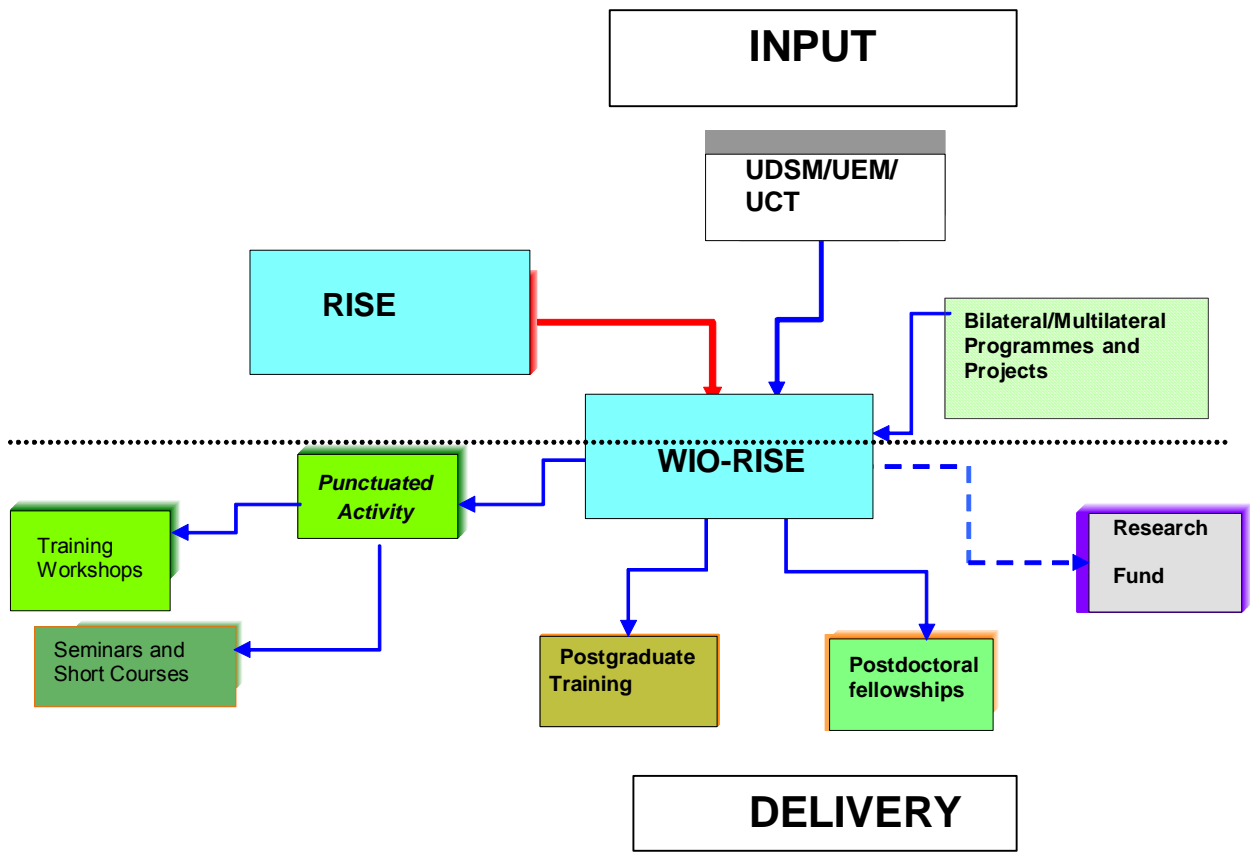 INPUT
UDSM/UEM/
UCT
RISE
Bilateral/Multilateral
Programmes and
Projects
WIO-RISE
Punctuated
Activity
Training
Workshops
Seminars and
Short Courses
Postgraduate
Training
Postdoctoral
fellowships
Research
Fund
DELIVERY